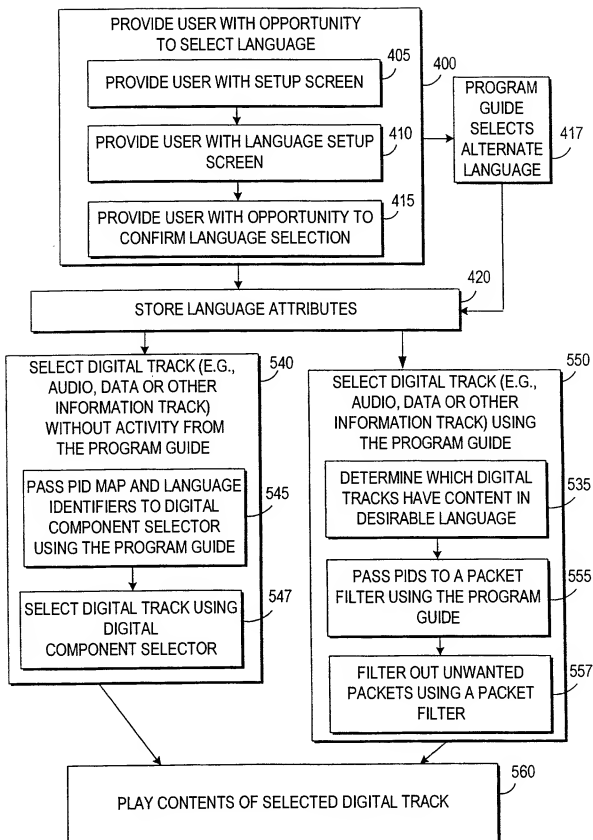 PROVIDE USER WITH OPPORTUNITY
TO SELECT LANGUAGE
405
PROVIDE USER WITH SETUP SCREEN
400
410
PROVIDE USER WITH LANGUAGE SETUP
SCREEN
415
PROVIDE USER WITH OPPORTUNITY TO
CONFIRM LANGUAGE SELECTION
PROGRAM
GUIDE
SELECTS
ALTERNATE
LANGUAGE
417
420
STORE LANGUAGE ATTRIBUTES
540
SELECT DIGITAL TRACK (E.G.,
AUDIO, DATA OR OTHER
INFORMATION TRACK)
WITHOUT ACTIVITY FROM
THE PROGRAM GUIDE
545
PASS PID MAP AND LANGUAGE
IDENTIFIERS TO DIGITAL
COMPONENT SELECTOR
USING THE PROGRAM GUIDE
547
SELECT DIGITAL TRACK USING
DIGITAL
COMPONENT SELECTOR
550
SELECT DIGITAL TRACK (E.G.,
AUDIO, DATA OR OTHER
INFORMATION TRACK) USING
THE PROGRAM GUIDE
535
DETERMINE WHICH DIGITAL
TRACKS HAVE CONTENT IN
DESIRABLE LANGUAGE
555
PASS PIDS TO A PACKET
FILTER USING THE PROGRAM
GUIDE
557
FILTER OUT UNWANTED
PACKETS USING A PACKET
FILTER
560
PLAY CONTENTS OF SELECTED DIGITAL TRACK